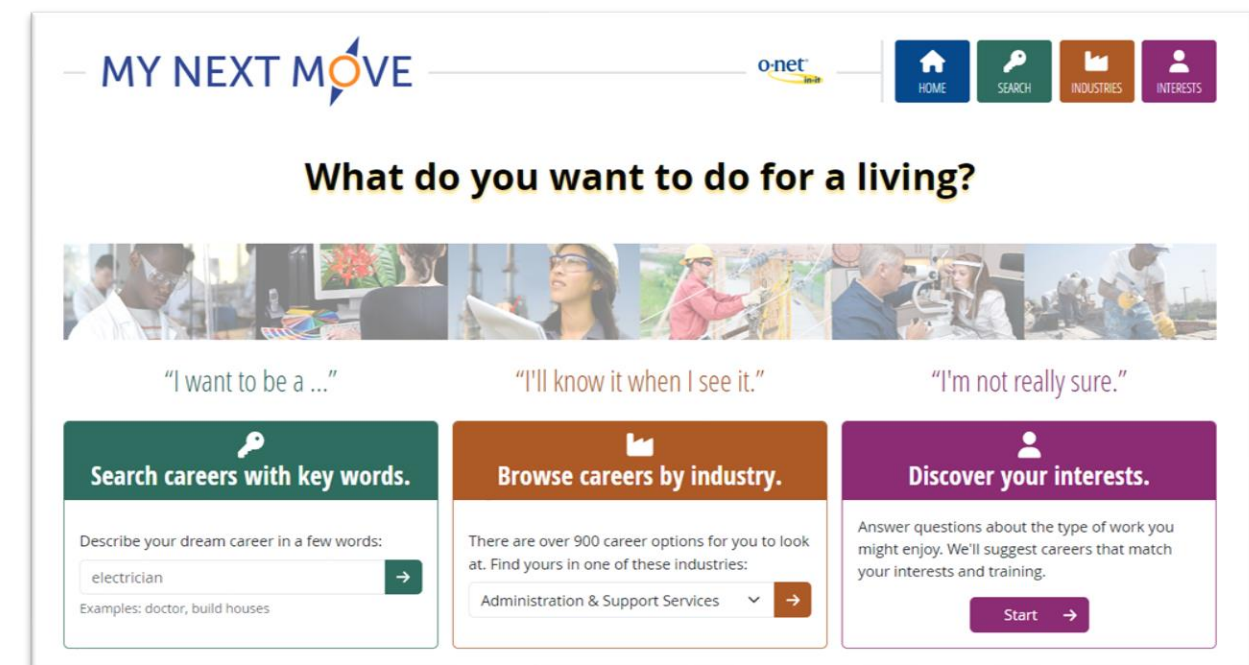 MY NEXT MOVE
o·net
in-it
HOME
SEARCH
INDUSTRIES
INTERESTS
What do you want to do for a living?
“I want to be a ...”
“I'll know it when I see it.”
“I'm not really sure.”
Search careers with key words.
Describe your dream career in a few words:
electrician
Examples: doctor, build houses
Browse careers by industry.
There are over 900 career options for you to look
at. Find yours in one of these industries:
Administration & Support Services
Discover your interests.
Answer questions about the type of work you
might enjoy. We'll suggest careers that match
your interests and training.
Start